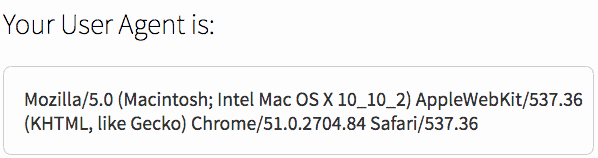 Your User Agent is:
Mozilla/5.0 (Macintosh; Intel Mac OS X 10_10_2) AppleWebKit/537.36
(KHTML, like Gecko) Chrome/51.0.2704.84 Safari/537.36